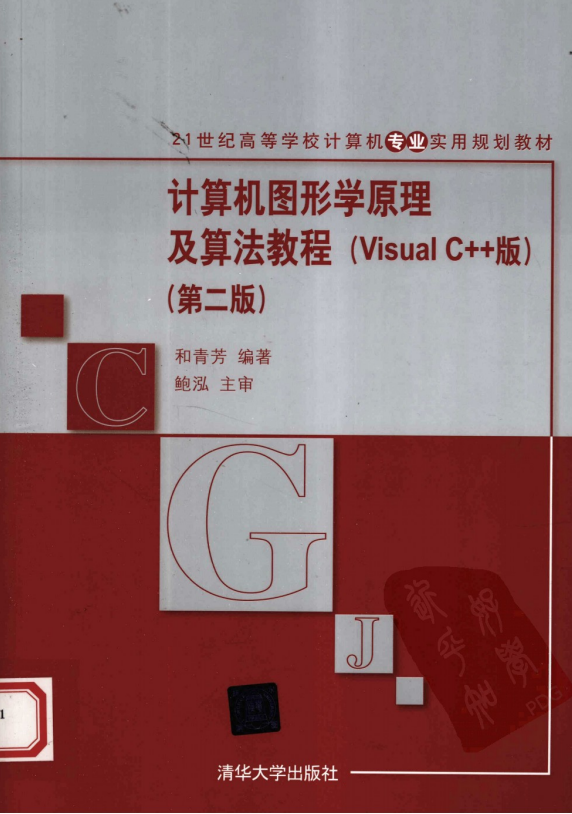 21世纪高等学校计算机专业实用规划教材
计算机图形学原理
及算法教程（Visual C++版）
（第二版）
和青芳 编著
鲍泓 主审
C
G
J
1
PDG
清华大学出版社